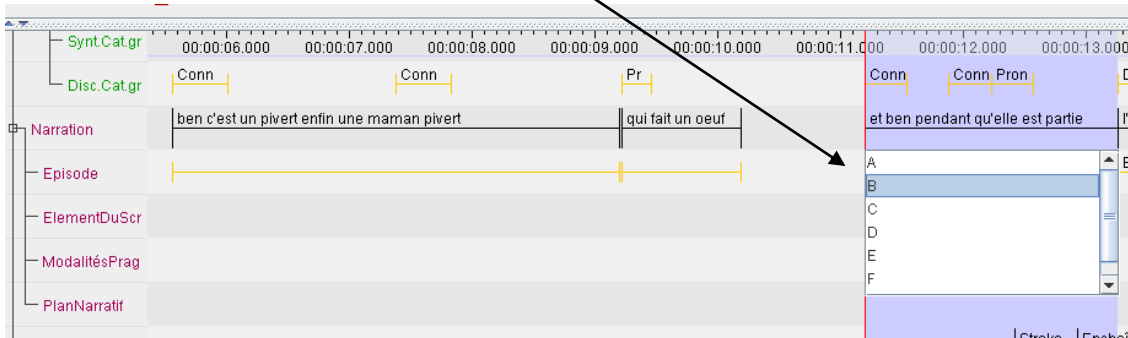 Synt.Cat.gr
00:00:06.000 00:00:07.000 00:00:08.000 00:00:09.000 00:00:10.000 00:00:11.000 00:00:12.000 00:00:13.000
Disc.Cat.gr Conn Conn Pr Conn Conn Pron
Narration ben c'est un pivert enfin une maman pivert qui fait un oeuf et ben pendant qu'elle est partie l'
Episode
A
B
C
D
E
F
ElementDuScr
ModalitésPrag
PlanNarratif
Stroke